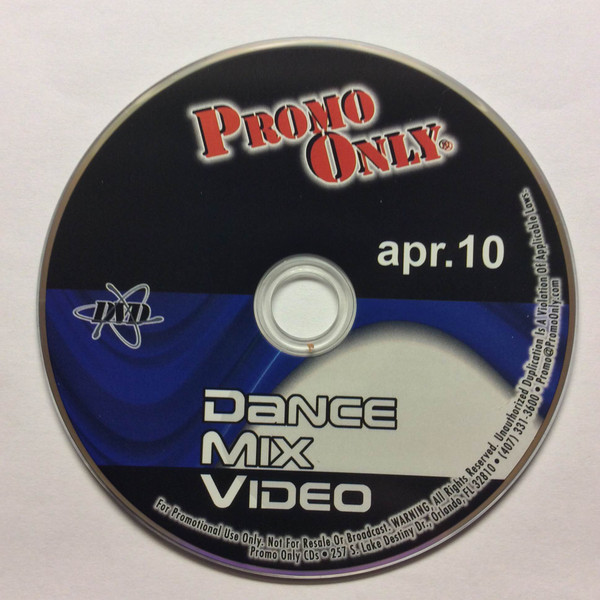 PROMO
ONLY®
apr.10
DVD
DANCE
MIX
VIDEO
For Promotional Use Only. Not For Resale Or Broadcast. WARNING. All Rights Reserved. Unauthorized Duplication Is A Violation Of Applicable Laws.
Promo Only CDs • 257 S. Lake Destiny Dr., Orlando, FL 32810 • (407) 331-3600 • Promo@PromoOnly.com